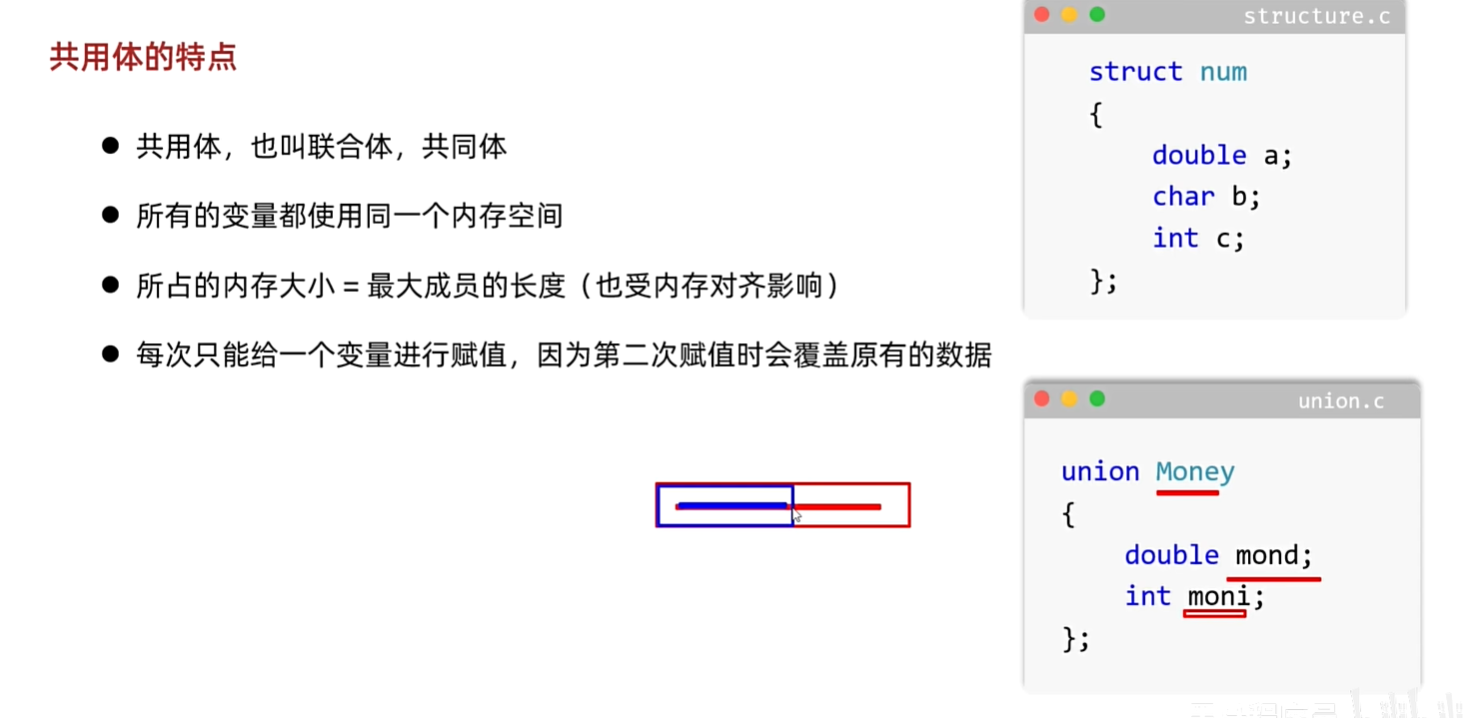 共用体的特点
● 共用体，也叫联合体，共同体
● 所有的变量都使用同一个内存空间
● 所占的内存大小 = 最大成员的长度（也受内存对齐影响）
● 每次只能给一个变量进行赋值，因为第二次赋值时会覆盖原有的数据
structure.c
struct num
{
double a;
char b;
int c;
};
union.c
union Money
{
double mond;
int moni;
};